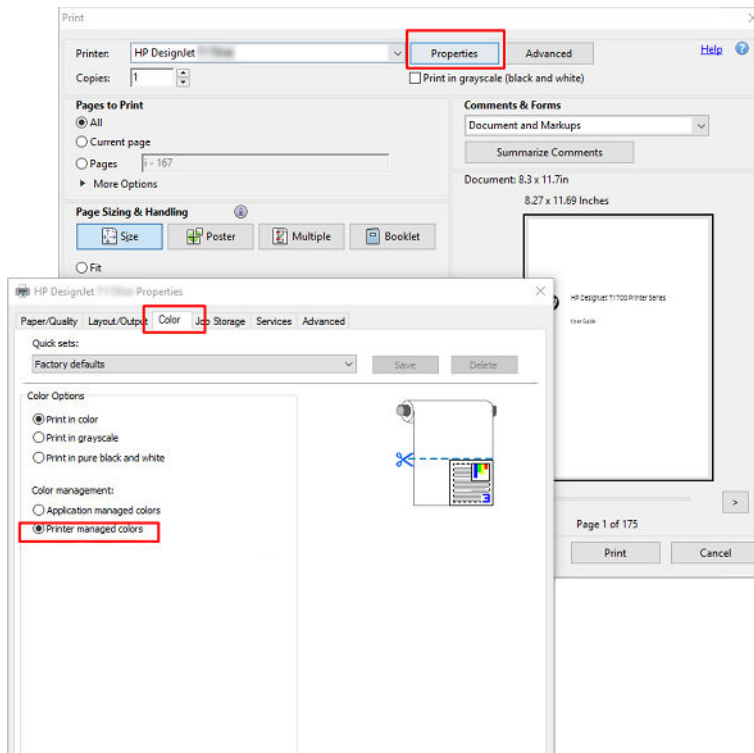 Print
Printer: HP DesignJet Properties Advanced Help ?
Copies: 1 Print in grayscale (black and white)
Pages to Print Comments & Forms
All Document and Markups
Current page
Pages - 167 Summarize Comments
More Options Document: 8.3 x 11.7in
8.27 x 11.69 Inches
Page Sizing & Handling
Size Poster Multiple Booklet
Fit
HP DesignJet T1700 Printer Series
User Guide
Page 1 of 175
Print Cancel
HP DesignJet Properties
Paper/Quality Layout/Output Color Job Storage Services Advanced
Quick sets:
Factory defaults Save Delete
Color Options
Print in color
Print in grayscale
Print in pure black and white
Color management:
Application managed colors
Printer managed colors
3